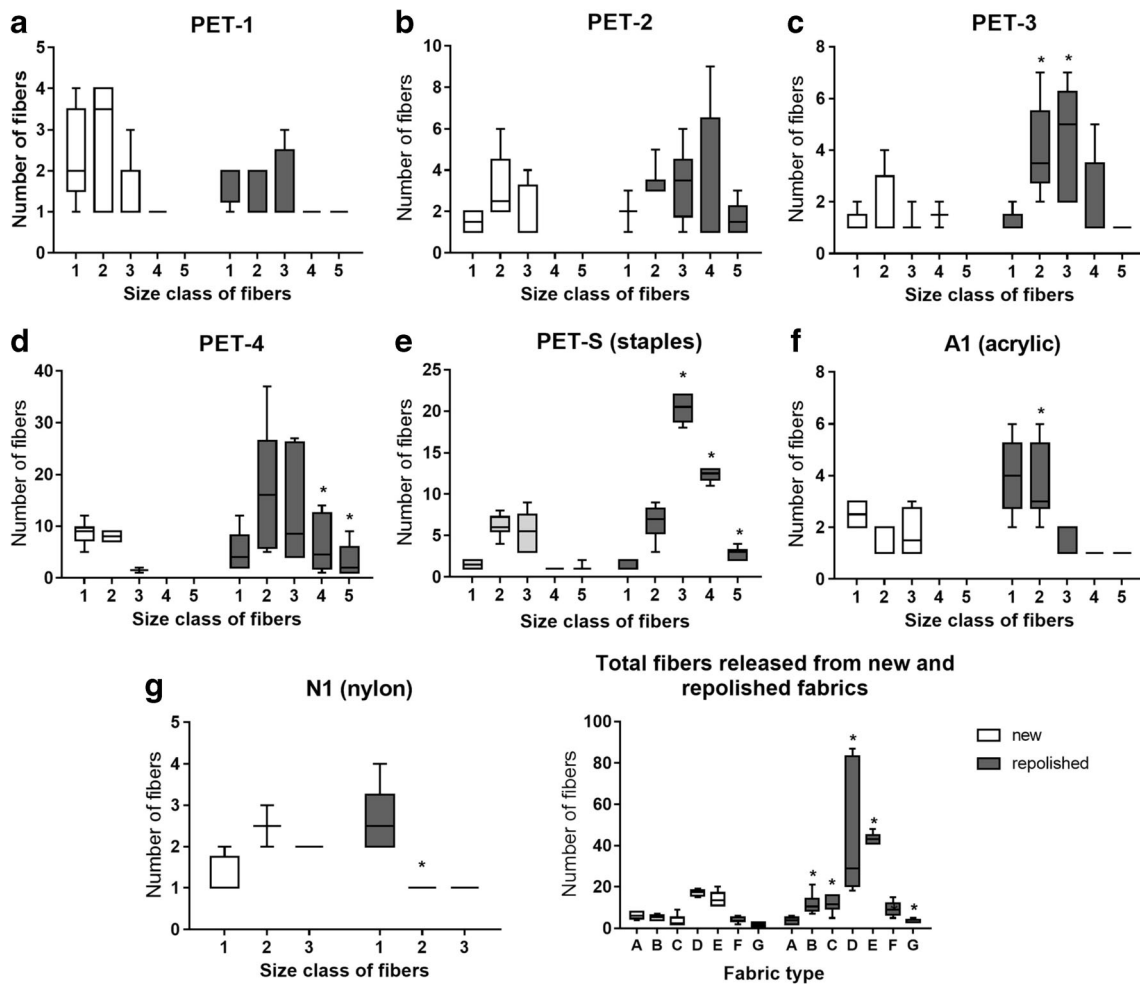 a
PET-1
Number of fibers
5
4
3
2
1
0
1 2 3 4 5 1 2 3 4 5
Size class of fibers
b
PET-2
Number of fibers
10
8
6
4
2
0
1 2 3 4 5 1 2 3 4 5
Size class of fibers
c
PET-3
Number of fibers
8
6
4
2
0
* *
1 2 3 4 5 1 2 3 4 5
Size class of fibers
d
PET-4
Number of fibers
40
30
20
10
0
* *
1 2 3 4 5 1 2 3 4 5
Size class of fibers
e
PET-S (staples)
Number of fibers
25
20
15
10
5
0
* * *
1 2 3 4 5 1 2 3 4 5
Size class of fibers
f
A1 (acrylic)
Number of fibers
8
6
4
2
0
*
1 2 3 4 5 1 2 3 4 5
Size class of fibers
g
N1 (nylon)
Number of fibers
5
4
3
2
1
0
*
1 2 3 1 2 3
Size class of fibers
Total fibers released from new and
repolished fabrics
Number of fibers
100
80
60
40
20
0
* * * * *
A B C D E F G A B C D E F G
Fabric type
new
repolished